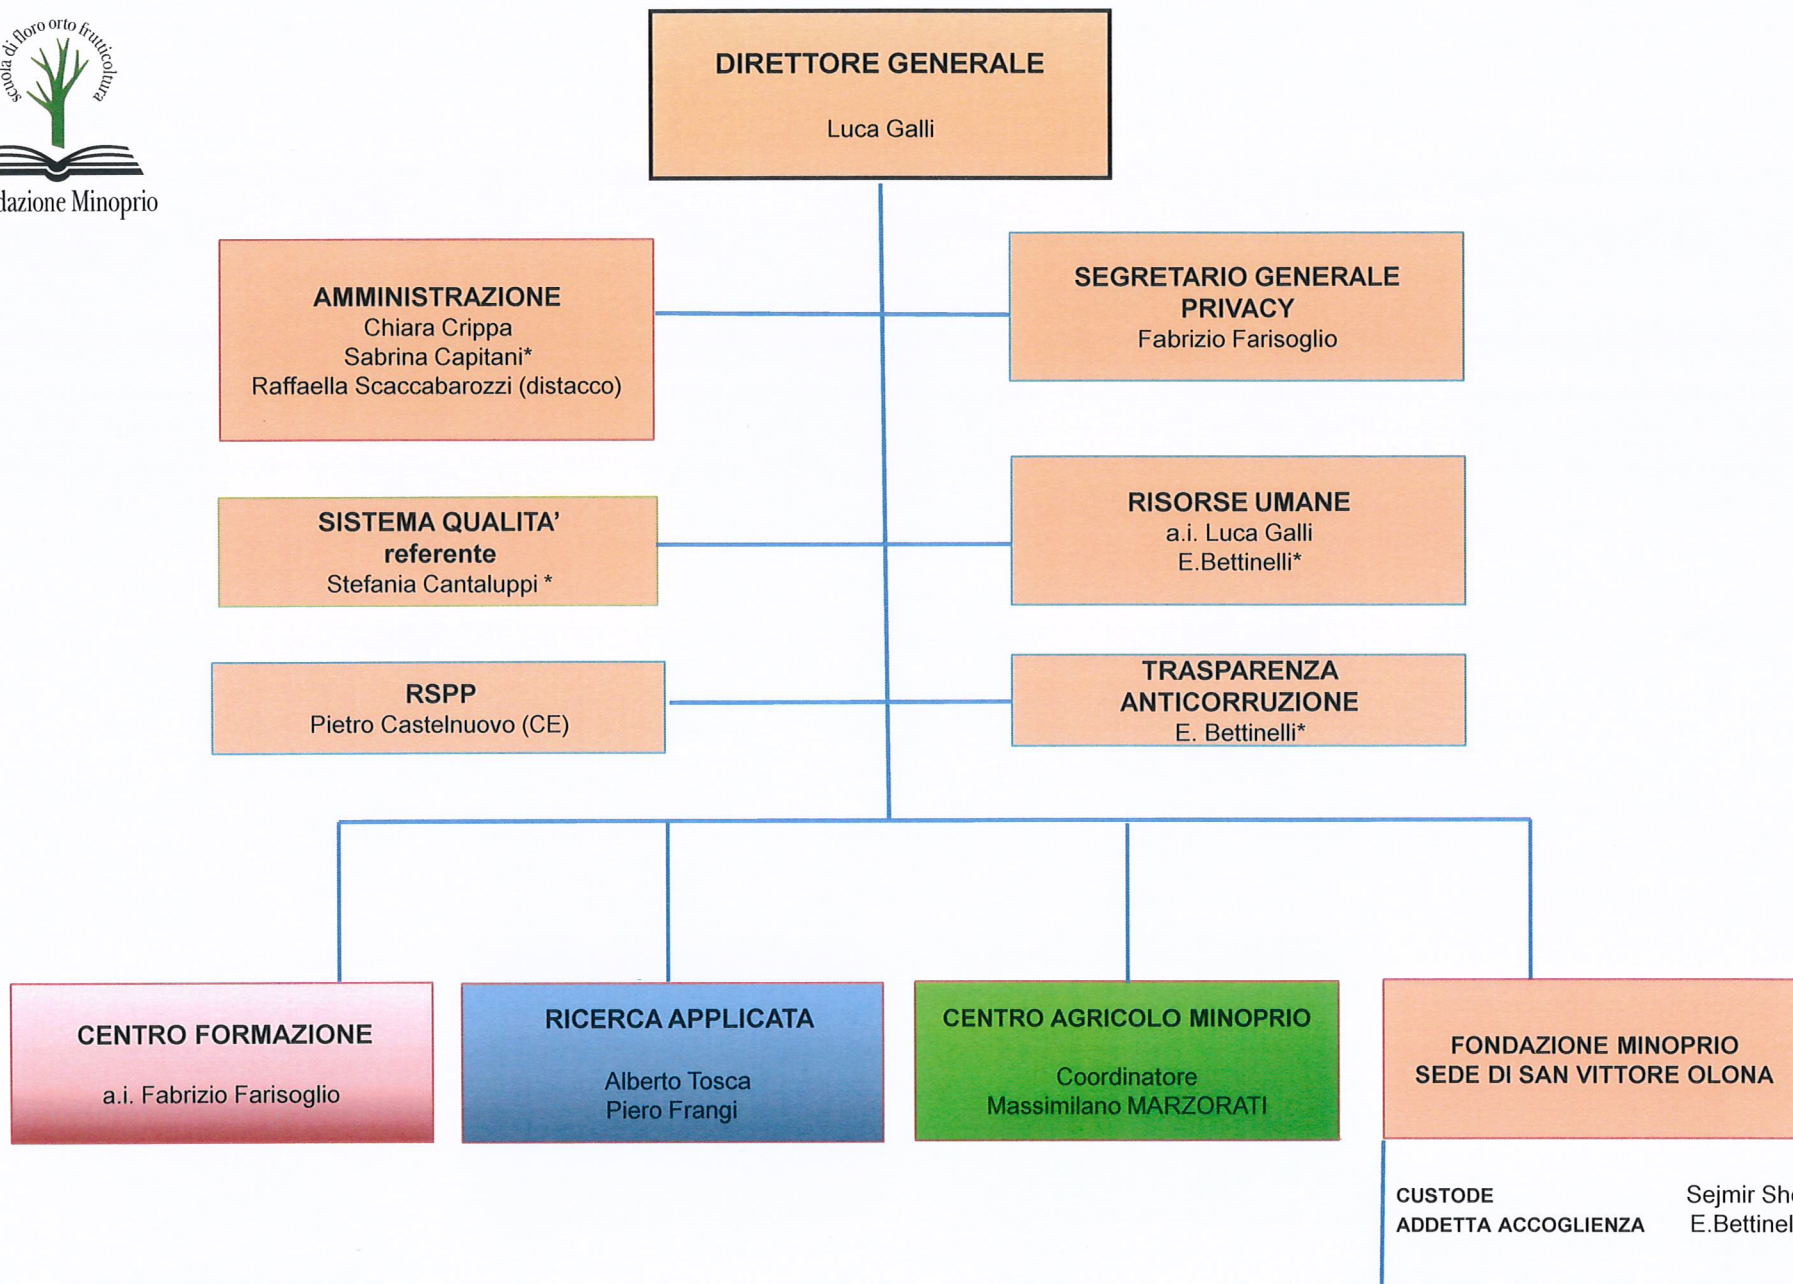 scuola di floro orto frutticoltura
Minoprio
DIRETTORE GENERALE
Luca Galli
AMMINISTRAZIONE
Chiara Crippa
Sabrina Capitani*
Raffaella Scaccabarozzi (distacco)
SEGRETARIO GENERALE
PRIVACY
Fabrizio Farisoglio
SISTEMA QUALITA'
referente
Stefania Cantaluppi *
RISORSE UMANE
a.i. Luca Galli
E.Bettinelli*
RSPP
Pietro Castelnuovo (CE)
TRASPARENZA
ANTICORRUZIONE
E. Bettinelli*
CENTRO FORMAZIONE
a.i. Fabrizio Farisoglio
RICERCA APPLICATA
Alberto Tosca
Piero Frangi
CENTRO AGRICOLO MINOPRIO
Coordinatore
Massimilano MARZORATI
FONDAZIONE MINOPRIO
SEDE DI SAN VITTORE OLONA
CUSTODE Sejmir
ADDETTA ACCOGLIENZA